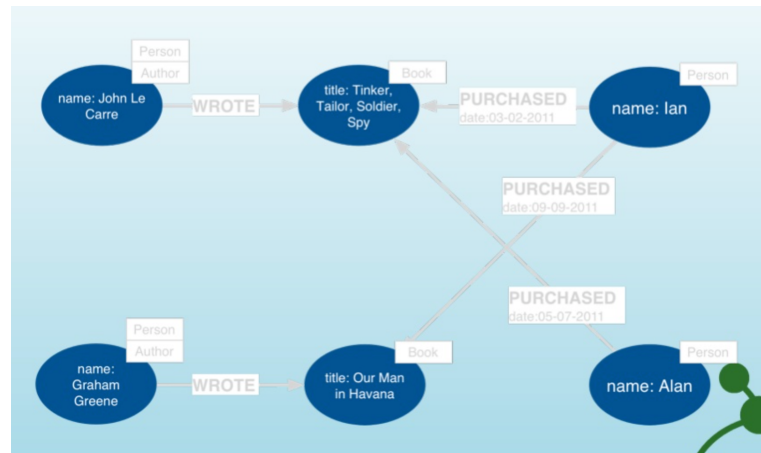 Person
Author
name: John Le
Carre
WROTE
Book
title: Tinker,
Tailor, Soldier,
Spy
PURCHASED
date:03-02-2011
Person
name: Ian
PURCHASED
date:09-09-2011
PURCHASED
date:05-07-2011
Person
Author
name:
Graham
Greene
WROTE
Book
title: Our Man
in Havana
Person
name: Alan